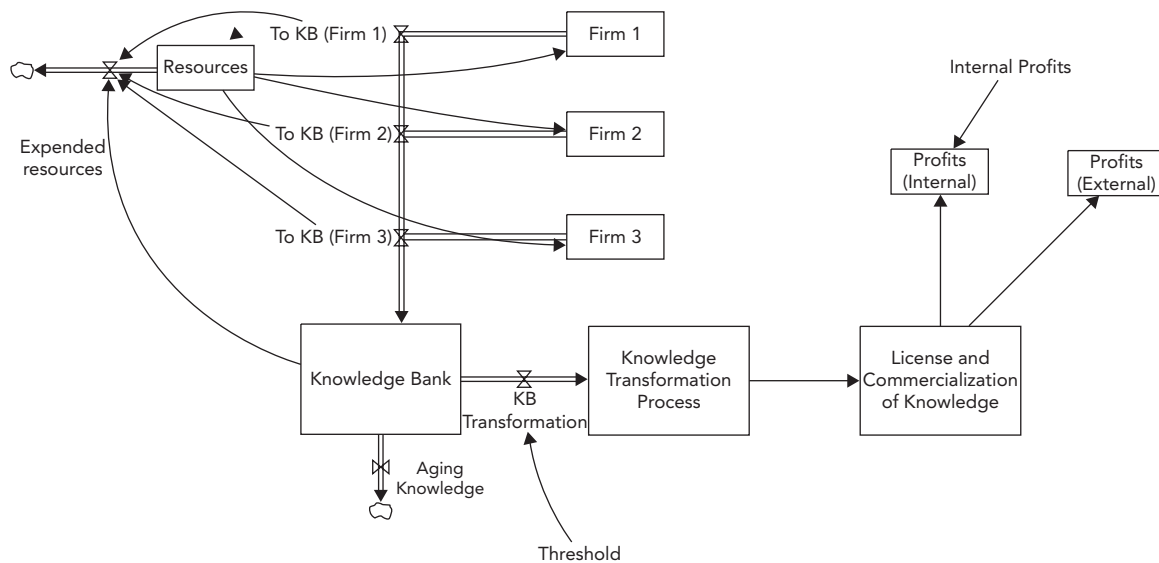 To KB (Firm 1)
Firm 1
Resources
Internal Profits
To KB (Firm 2)
Firm 2
Expended
resources
Profits
(Internal)
Profits
(External)
To KB (Firm 3)
Firm 3
Knowledge Bank
KB
Transformation
Knowledge
Transformation
Process
License and
Commercialization
of Knowledge
Aging
Knowledge
Threshold